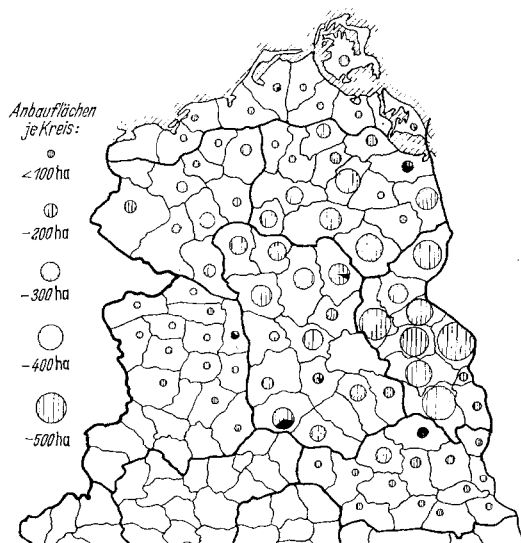 Anbauflächen
je Kreis:
<100 ha
-200 ha
-300 ha
-400 ha
-500 ha